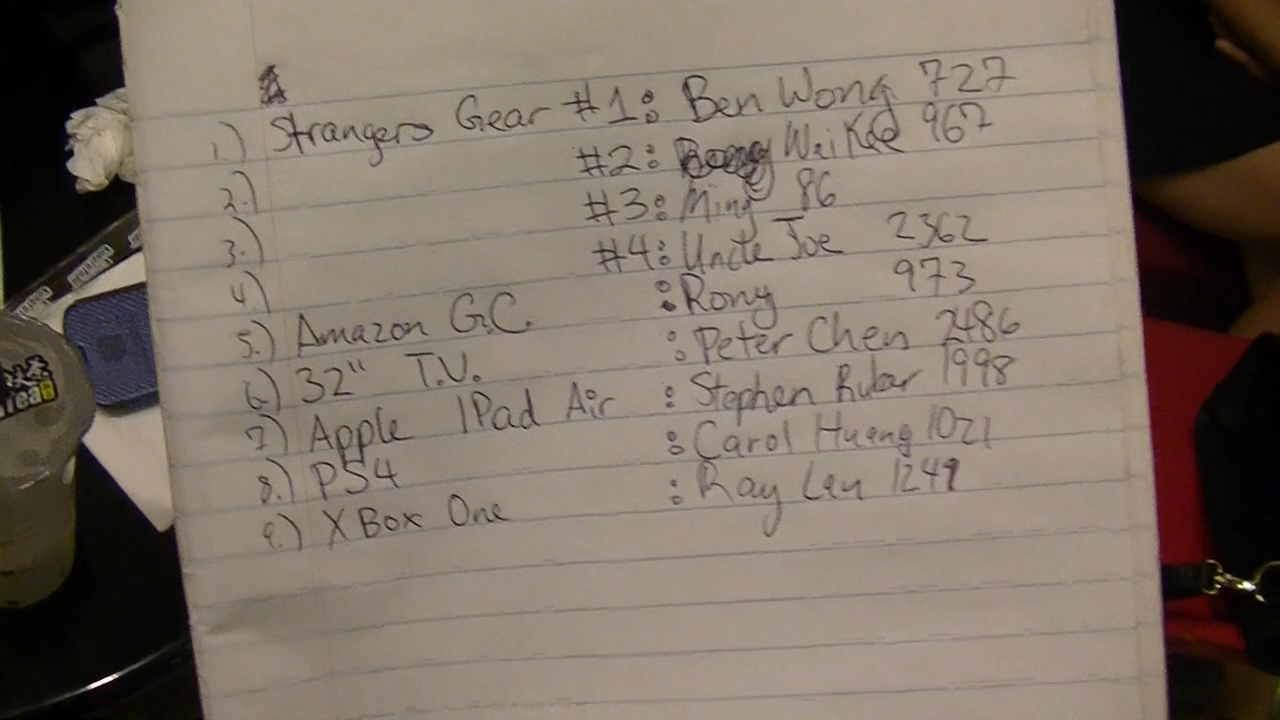 1.) Strangers Gear #1: Ben Wong 727
2.) #2: Wai Kee 967
3.) #3: Ming 86
4.) #4: Uncle Joe 2362
5.) Amazon G.C. : Rony 973
6.) 32" T.V. : Peter Chen 2486
7.) Apple IPad Air : Stephen 1998
8.) PS4 : Carol Huang 1021
9.) XBox One : Ray Lau 1241